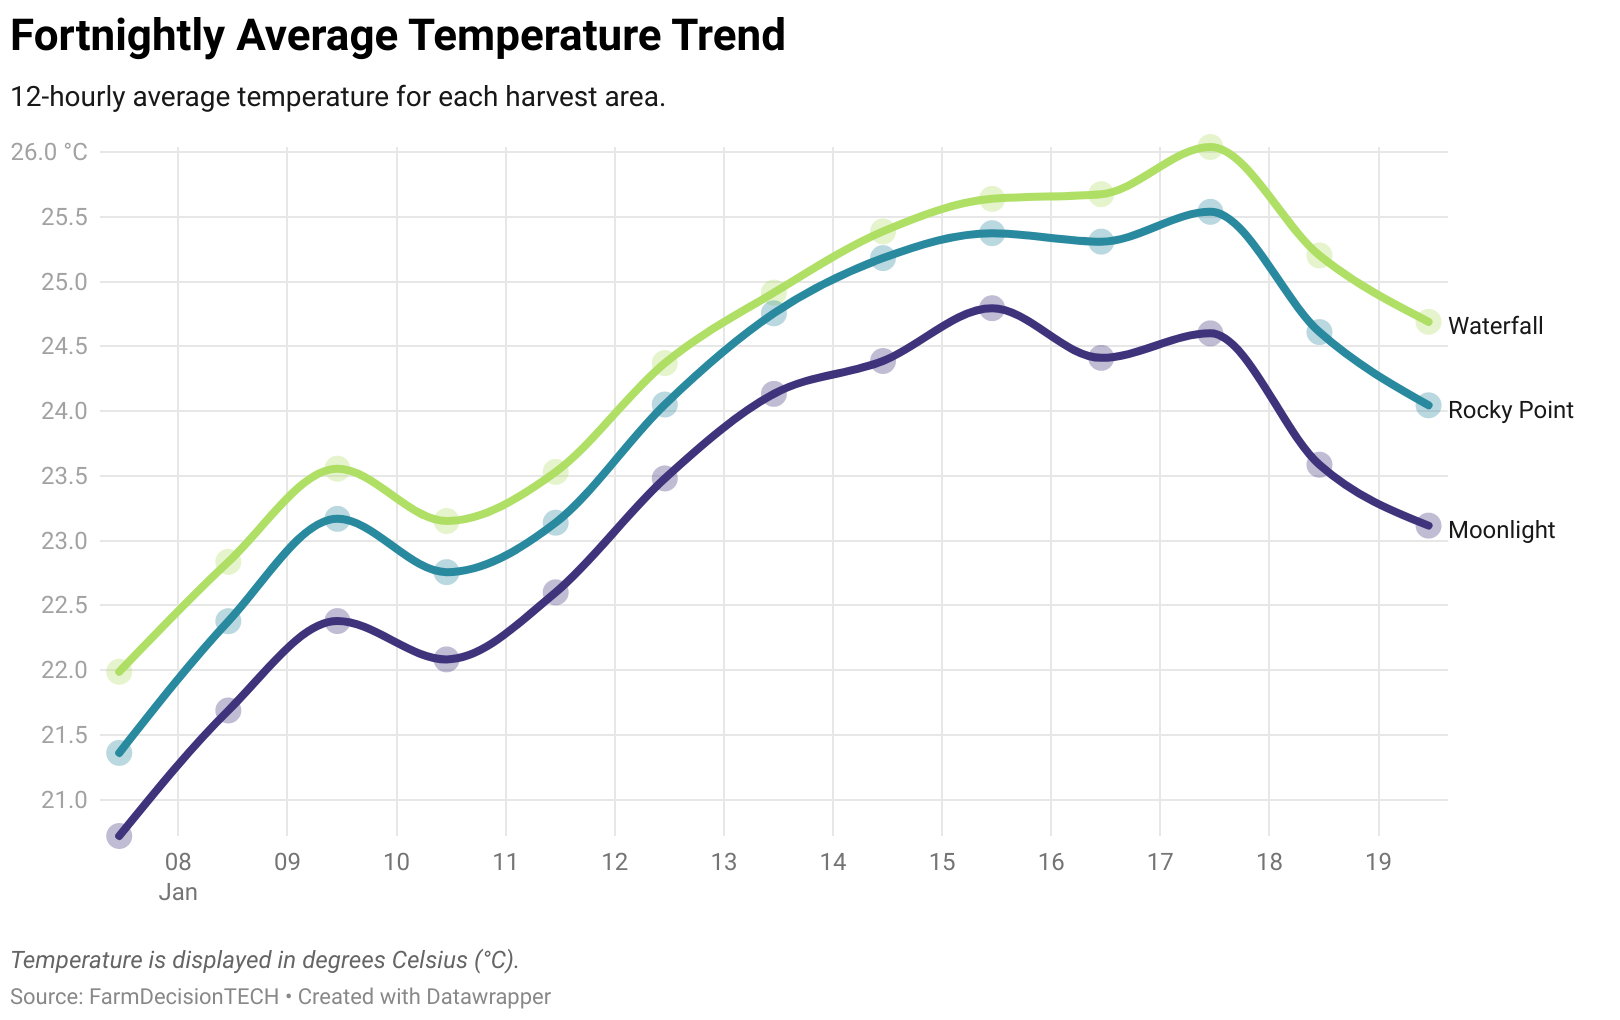 Fortnightly Average Temperature Trend
12-hourly average temperature for each harvest area.
26.0 °C
25.5
25.0
24.5
24.0
23.5
23.0
22.5
22.0
21.5
21.0
Waterfall
Rocky Point
Moonlight
08 09 10 11 12 13 14 15 16 17 18 19
Jan
Temperature is displayed in degrees Celsius (°C).
Source: FarmDecisionTECH • Created with Datawrapper